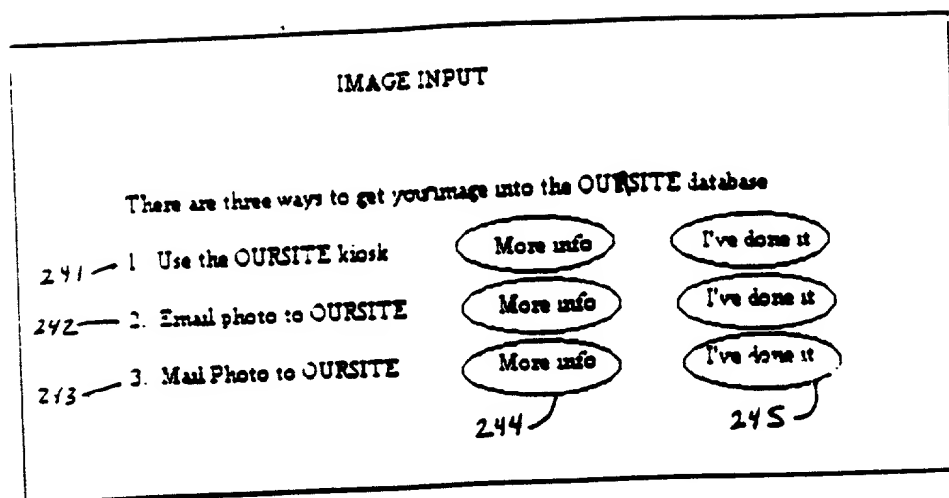 IMAGE INPUT
There are three ways to get your image into the OURSITE database
241 1 Use the OURSITE kiosk More info I've done it
242 2. Email photo to OURSITE More info I've done it
243 3. Mail Photo to OURSITE More info I've done it
244 245